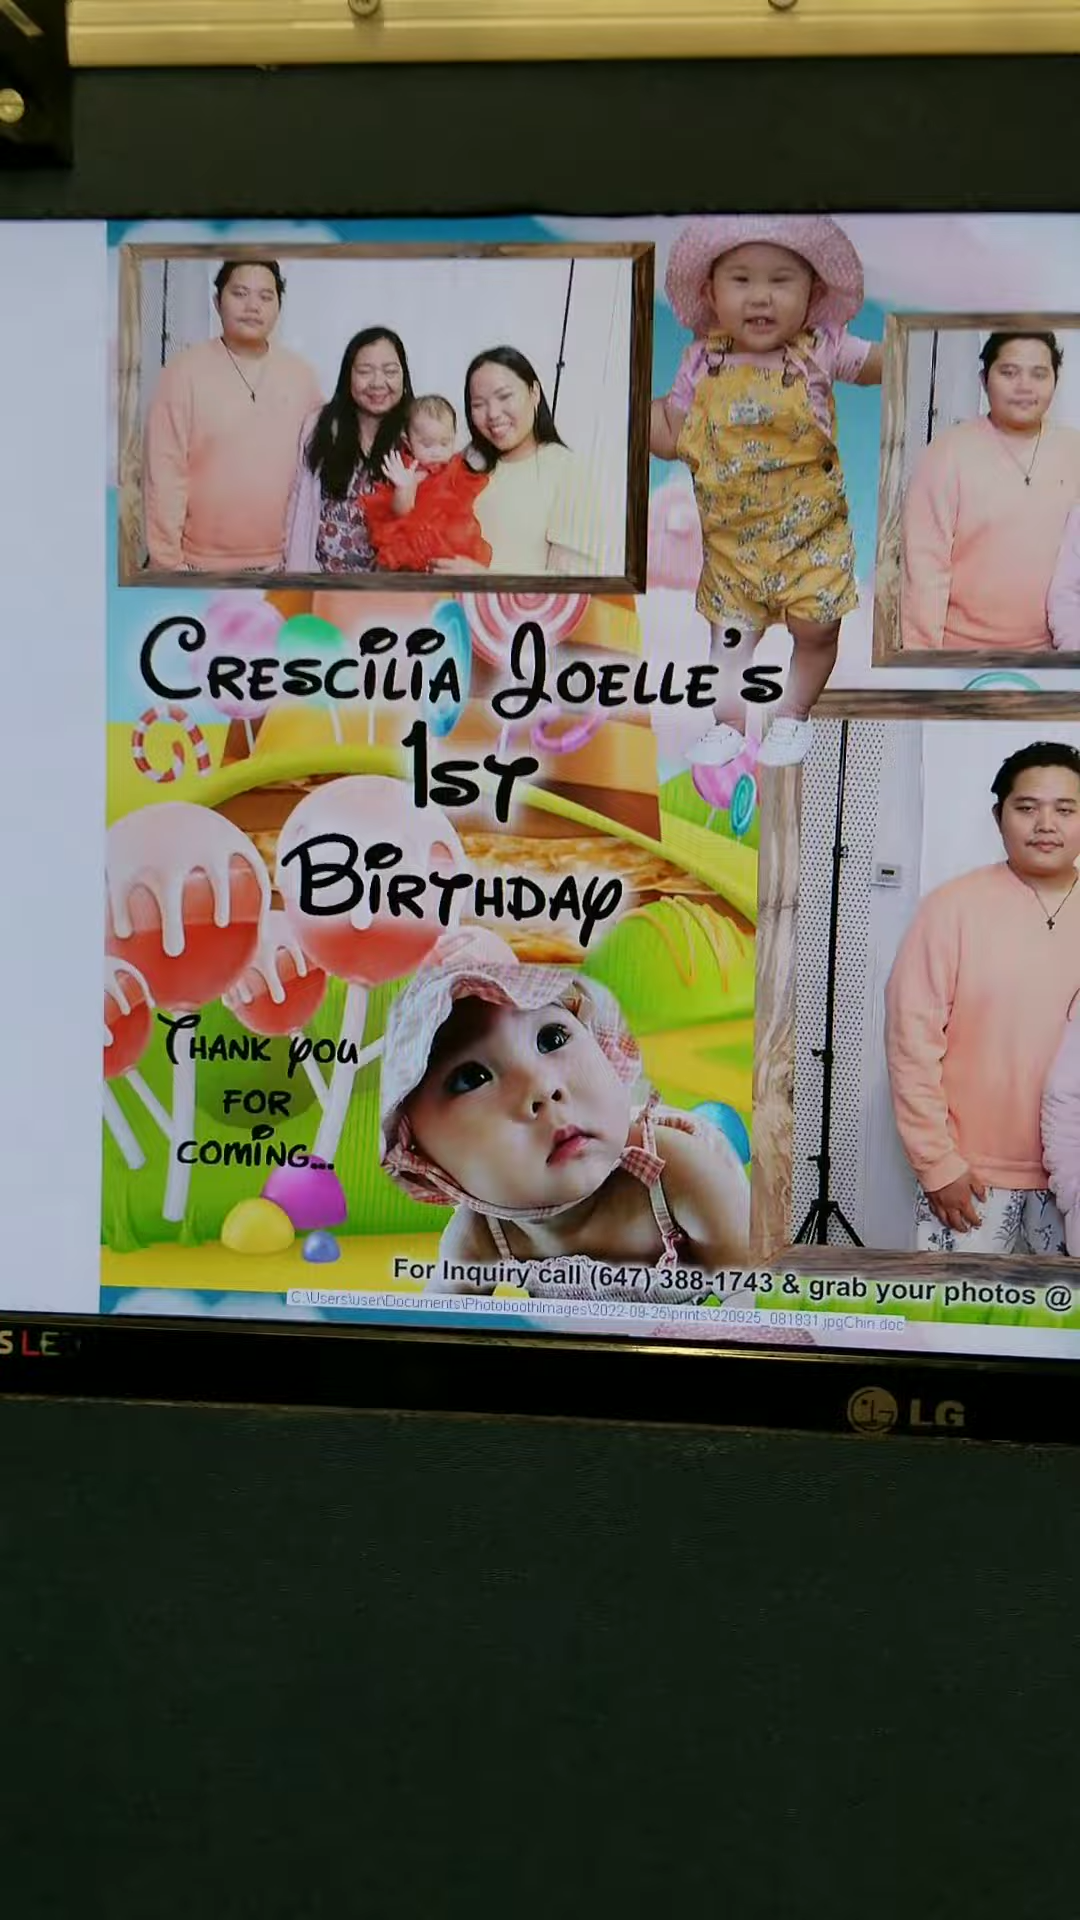 Crescilia Joelle's
1st
Birthday
Thank you
for
coming...
For Inquiry call (647) 388-1743 & grab your photos @
C:\Users\user\Documents\PhotoboothImages\2022-09-25\prints\220925_081831.jpgChin.doc
S LED
LG